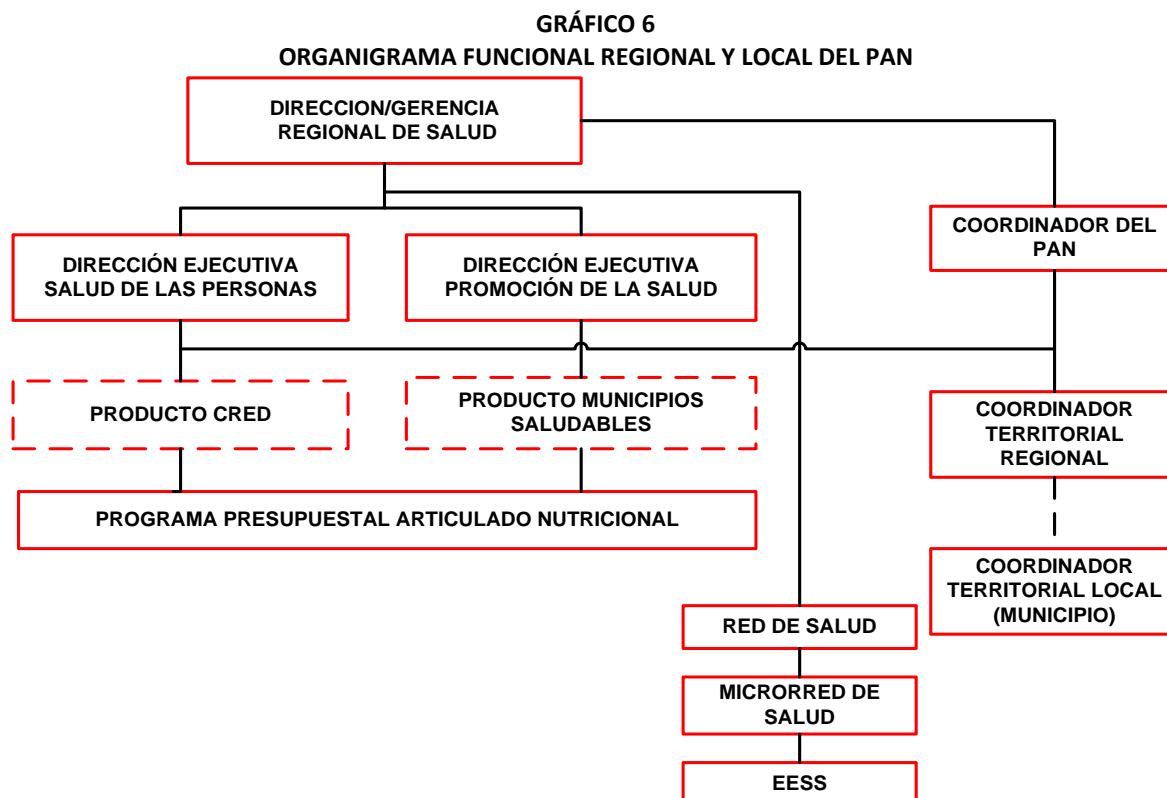 GRÁFICO 6
ORGANIGRAMA FUNCIONAL REGIONAL Y LOCAL DEL PAN
DIRECCION/GERENCIA
REGIONAL DE SALUD
COORDINADOR DEL
PAN
DIRECCIÓN EJECUTIVA
SALUD DE LAS PERSONAS
DIRECCIÓN EJECUTIVA
PROMOCIÓN DE LA SALUD
PRODUCTO CRED
PRODUCTO MUNICIPIOS
SALUDABLES
COORDINADOR
TERRITORIAL
REGIONAL
PROGRAMA PRESUPUESTAL ARTICULADO NUTRICIONAL
COORDINADOR
TERRITORIAL LOCAL
(MUNICIPIO)
RED DE SALUD
MICRORRED DE
SALUD
EESS